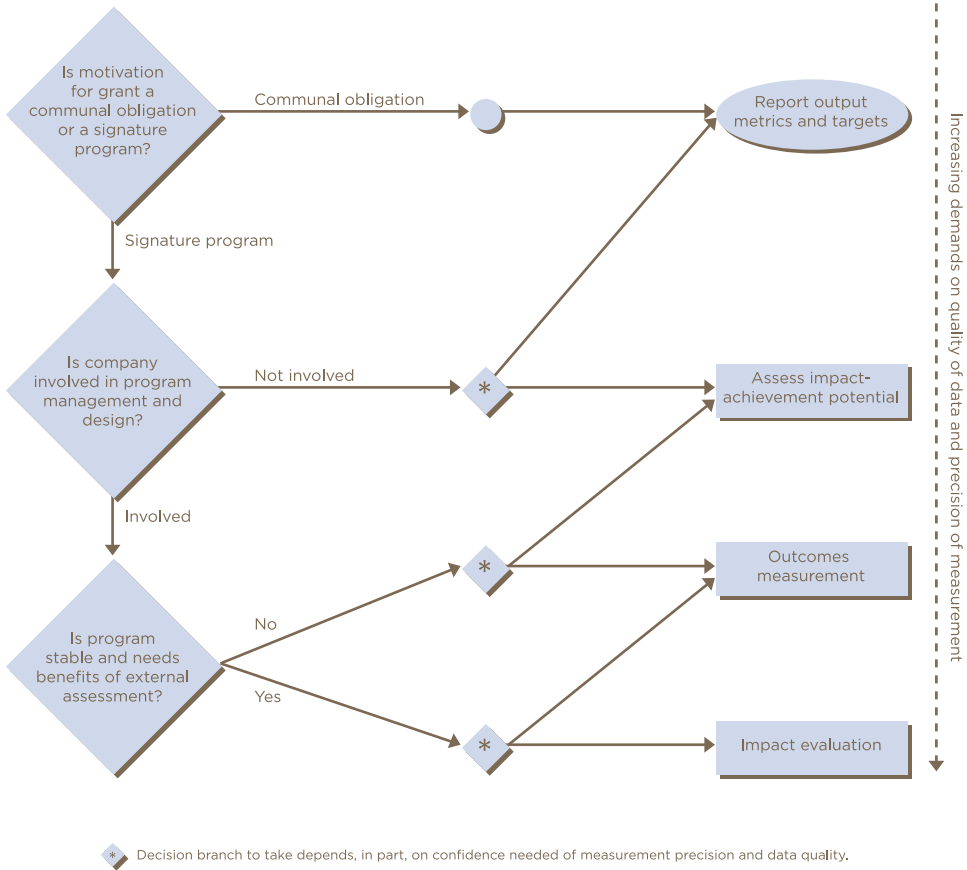 Is motivation
for grant a
communal obligation
or a signature
program?
Communal obligation
Report output
metrics and targets
Signature program
Is company
involved in program
management and
design?
Not involved
*
Assess impact-
achievement potential
Involved
*
Outcomes
measurement
No
Is program
stable and needs
benefits of external
assessment?
Yes
*
Impact evaluation
Increasing demands on quality of data and precision of measurement
* Decision branch to take depends, in part, on confidence needed of measurement precision and data quality.